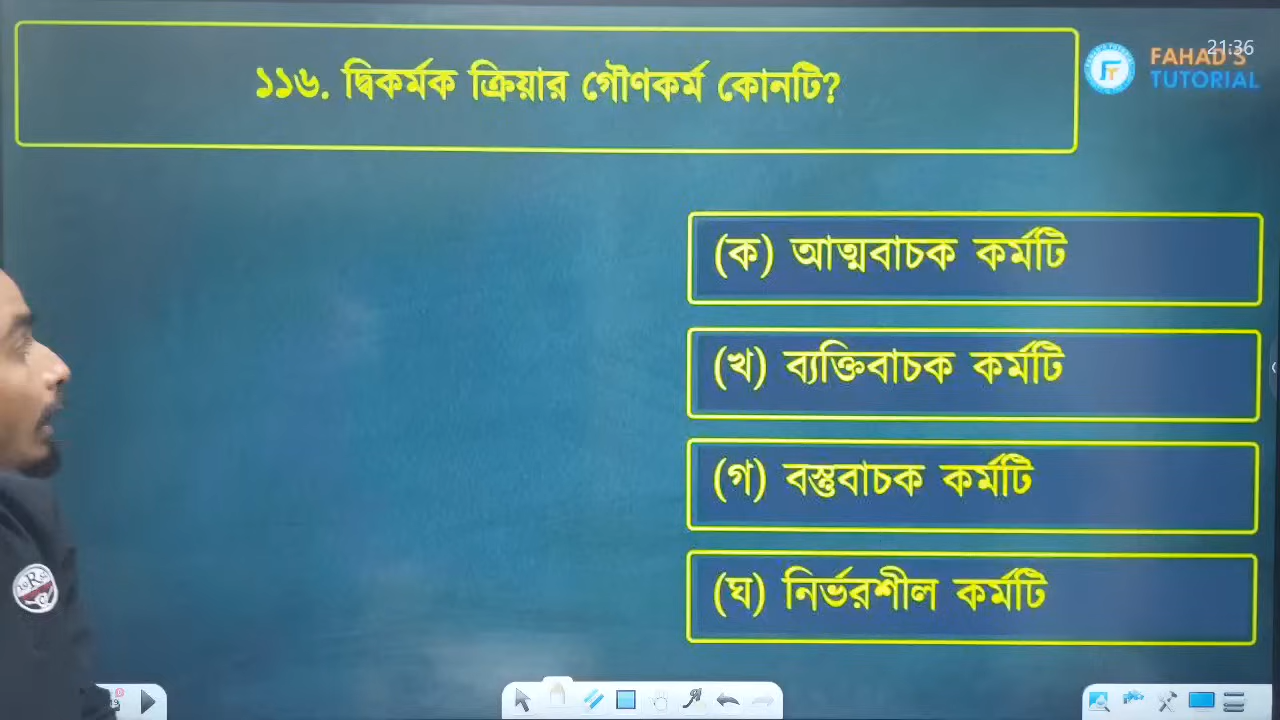 ১১৬. দ্বিকর্মক ক্রিয়ার গৌণকর্ম কোনটি?
21:36
FAHAD'S
TUTORIAL
(ক) আত্মবাচক কর্মটি
(খ) ব্যক্তিবাচক কর্মটি
(গ) বস্তুবাচক কর্মটি
(ঘ) নির্ভরশীল কর্মটি